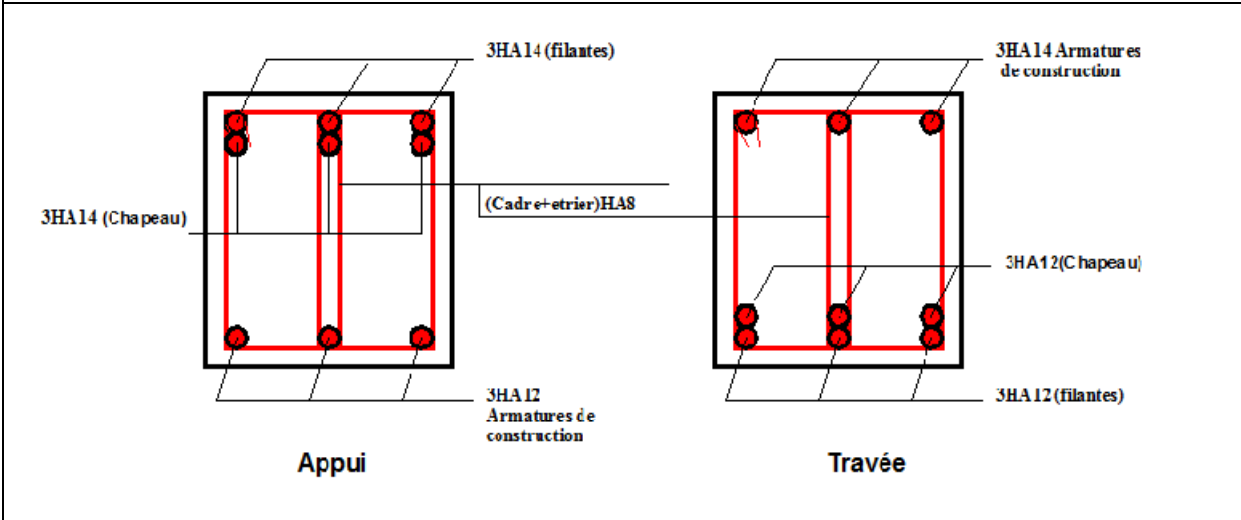 3HA14 (filantes)
3HA14 Armatures
de construction
(Cadre+etrier)HA8
3HA14 (Chapeau)
3HA12(Chapeau)
3HA12
Armatures de
construction
3HA12 (filantes)
Appui
Travée